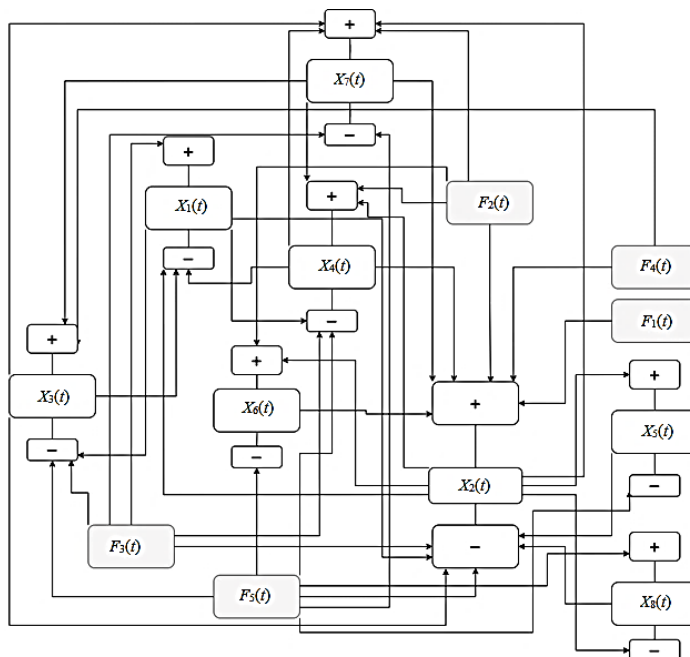 +
X₇(t)
−
+
X₁(t)
−
+
F₂(t)
X₄(t)
−
F₄(t)
F₁(t)
+
X₃(t)
−
+
X₆(t)
−
+
X₂(t)
−
+
X₅(t)
−
F₃(t)
F₅(t)
+
X₈(t)
−